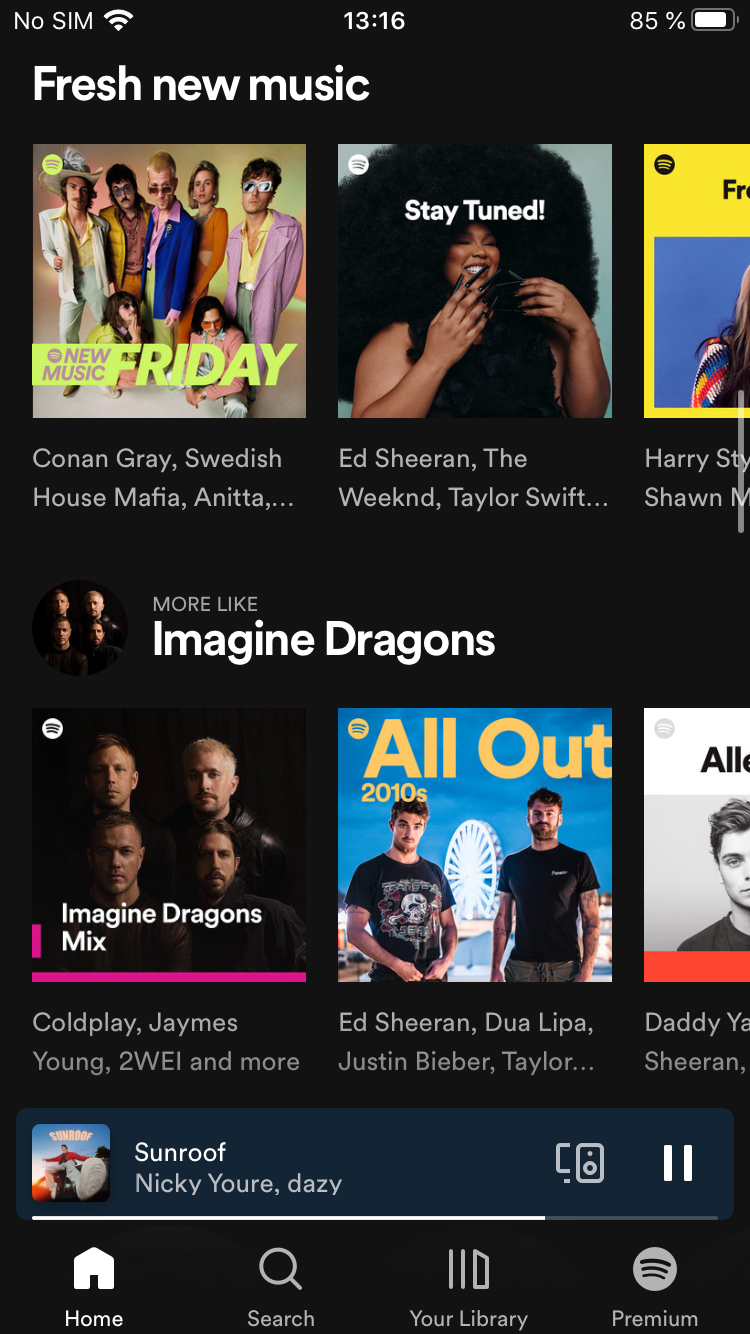 No SIM 13:16 85 %
Fresh new music
NEW
MUSIC FRIDAY
Stay Tuned!
Fre
Conan Gray, Swedish
House Mafia, Anitta,...
Ed Sheeran, The
Weeknd, Taylor Swift...
Harry Sty
Shawn M
MORE LIKE
Imagine Dragons
Imagine Dragons
Mix
All Out
2010s
Alle
Coldplay, Jaymes
Young, 2WEI and more
Ed Sheeran, Dua Lipa,
Justin Bieber, Taylor...
Daddy Ya
Sheeran,
SUNROOF
Sunroof
Nicky Youre, dazy
Home
Search
Your Library
Premium